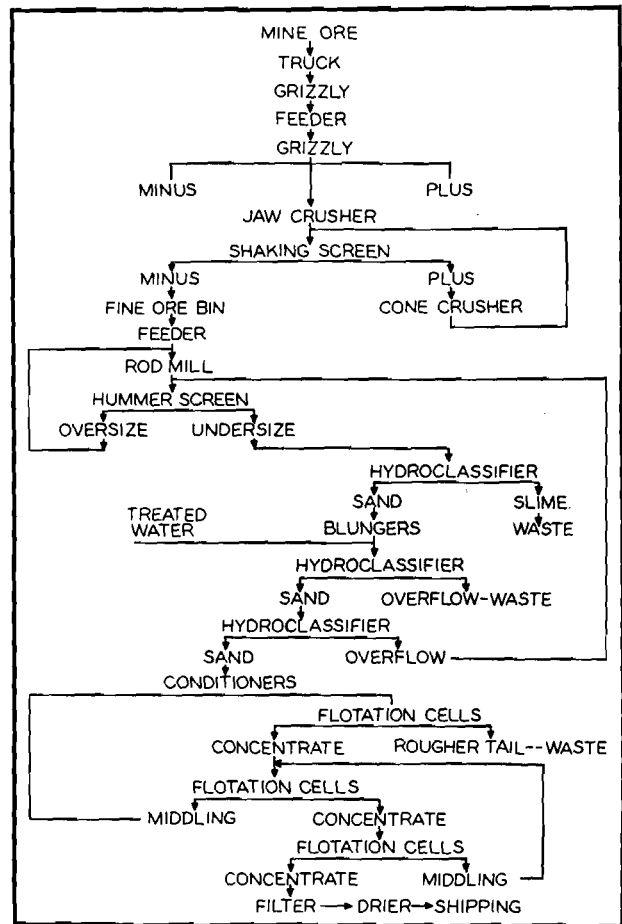 MINE ORE
TRUCK
GRIZZLY
FEEDER
GRIZZLY
MINUS PLUS
JAW CRUSHER
SHAKING SCREEN
MINUS PLUS
FINE ORE BIN CONE CRUSHER
FEEDER
ROD MILL
HUMMER SCREEN
OVERSIZE UNDERSIZE
HYDROCLASSIFIER
SAND SLIME
TREATED WATER BLUNGERS WASTE
HYDROCLASSIFIER
SAND OVERFLOW-WASTE
HYDROCLASSIFIER
SAND OVERFLOW
CONDITIONERS
FLOTATION CELLS
CONCENTRATE ROUGHER TAIL--WASTE
FLOTATION CELLS
MIDDLING CONCENTRATE
FLOTATION CELLS
CONCENTRATE MIDDLING
FILTER DRIER SHIPPING